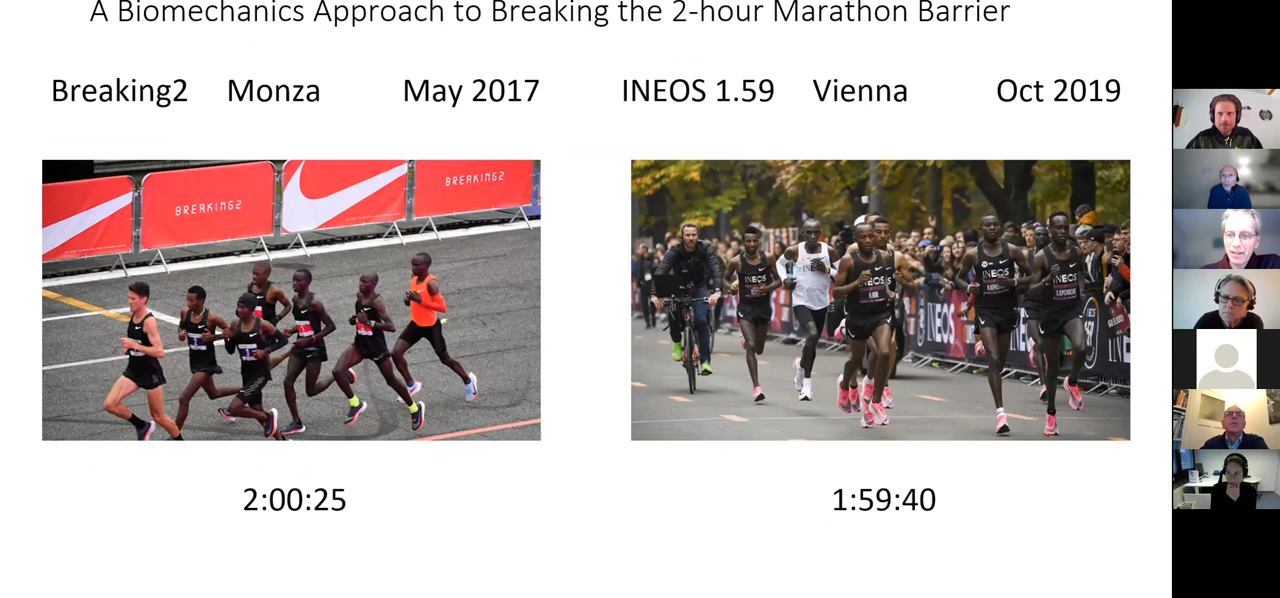 A Biomechanics Approach to Breaking the 2-hour Marathon Barrier
Breaking2 Monza May 2017
INEOS 1.59 Vienna Oct 2019
BREAKING2
BREAKING2
INEOS
INEOS
INEOS
INEOS
2:00:25
1:59:40